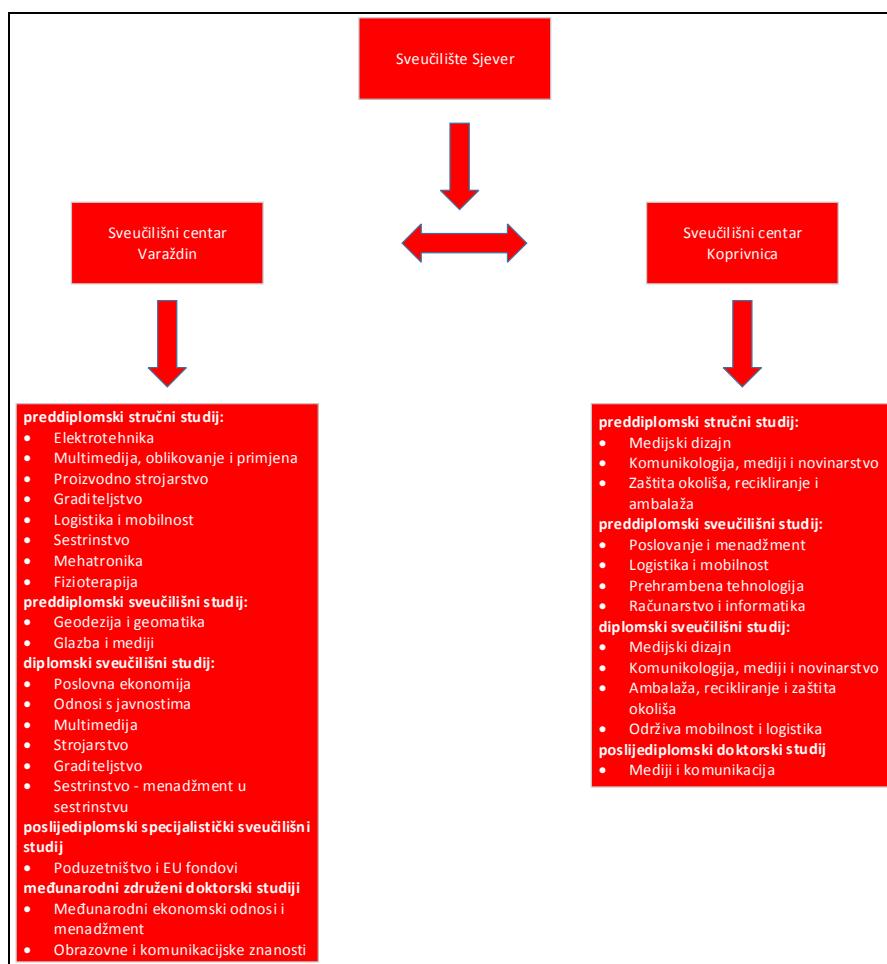 Sveučilište Sjever
Sveučilišni centar
Varaždin
Sveučilišni centar
Koprivnica
preddiplomski stručni studij:
• Elektrotehnika
• Multimedija, oblikovanje i primjena
• Proizvodno strojarstvo
• Graditeljstvo
• Logistika i mobilnost
• Sestrinstvo
• Mehatronika
• Fizioterapija
preddiplomski sveučilišni studij:
• Geodezija i geomatika
• Glazba i mediji
diplomski sveučilišni studij:
• Poslovna ekonomija
• Odnosi s javnostima
• Multimedija
• Strojarstvo
• Graditeljstvo
• Sestrinstvo - menadžment u
sestrinstvu
poslijediplomski specijalistički sveučilišni
studij
• Poduzetništvo i EU fondovi
međunarodni združeni doktorski studiji
• Međunarodni ekonomski odnosi i
menadžment
• Obrazovne i komunikacijske znanosti
preddiplomski stručni studij:
• Medijski dizajn
• Komunikologija, mediji i novinarstvo
• Zaštita okoliša, recikliranje i
ambalaža
preddiplomski sveučilišni studij:
• Poslovanje i menadžment
• Logistika i mobilnost
• Prehrambena tehnologija
• Računarstvo i informatika
diplomski sveučilišni studij:
• Medijski dizajn
• Komunikologija, mediji i novinarstvo
• Ambalaža, recikliranje i zaštita
okoliša
• Održiva mobilnost i logistika
poslijediplomski doktorski studij
• Mediji i komunikacija